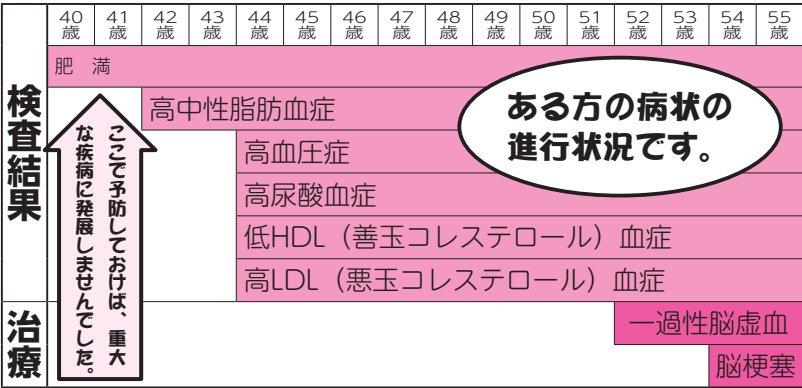 40歳 41歳 42歳 43歳 44歳 45歳 46歳 47歳 48歳 49歳 50歳 51歳 52歳 53歳 54歳 55歳
検査結果
肥 満
高中性脂肪血症
高血圧症
高尿酸血症
低HDL（善玉コレステロール）血症
高LDL（悪玉コレステロール）血症
ある方の病状の
進行状況です。
ここで予防しておけば、重大
な疾病に発展しませんでした。
治療
一過性脳虚血
脳梗塞